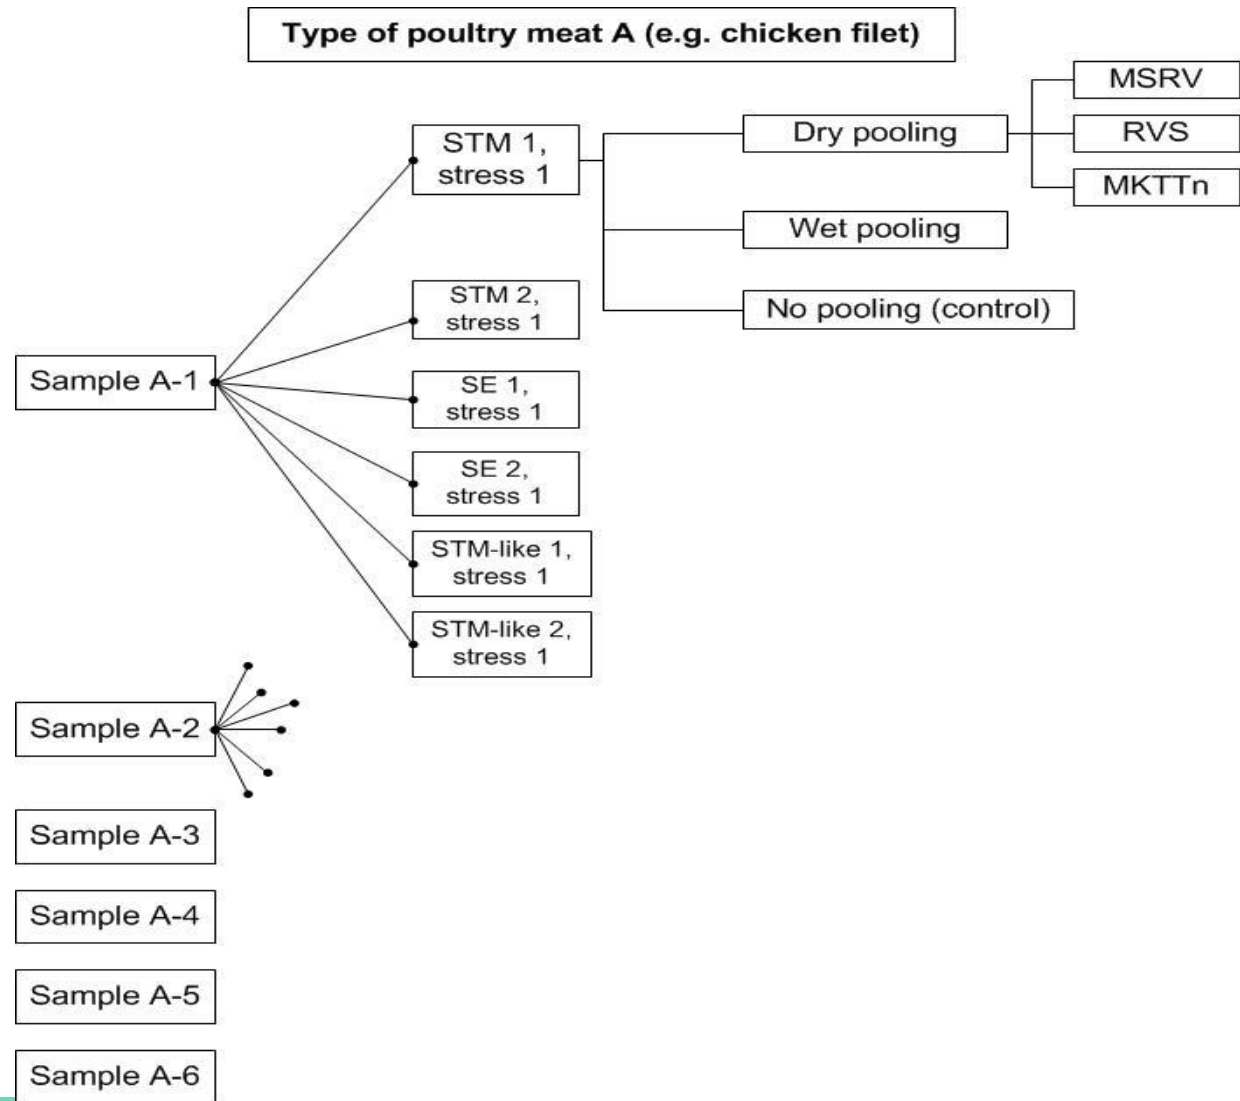 Type of poultry meat A (e.g. chicken filet)
MSRV
STM 1,
stress 1
Dry pooling
RVS
MKTTn
Wet pooling
STM 2,
stress 1
No pooling (control)
Sample A-1
SE 1,
stress 1
SE 2,
stress 1
STM-like 1,
stress 1
STM-like 2,
stress 1
Sample A-2
Sample A-3
Sample A-4
Sample A-5
Sample A-6